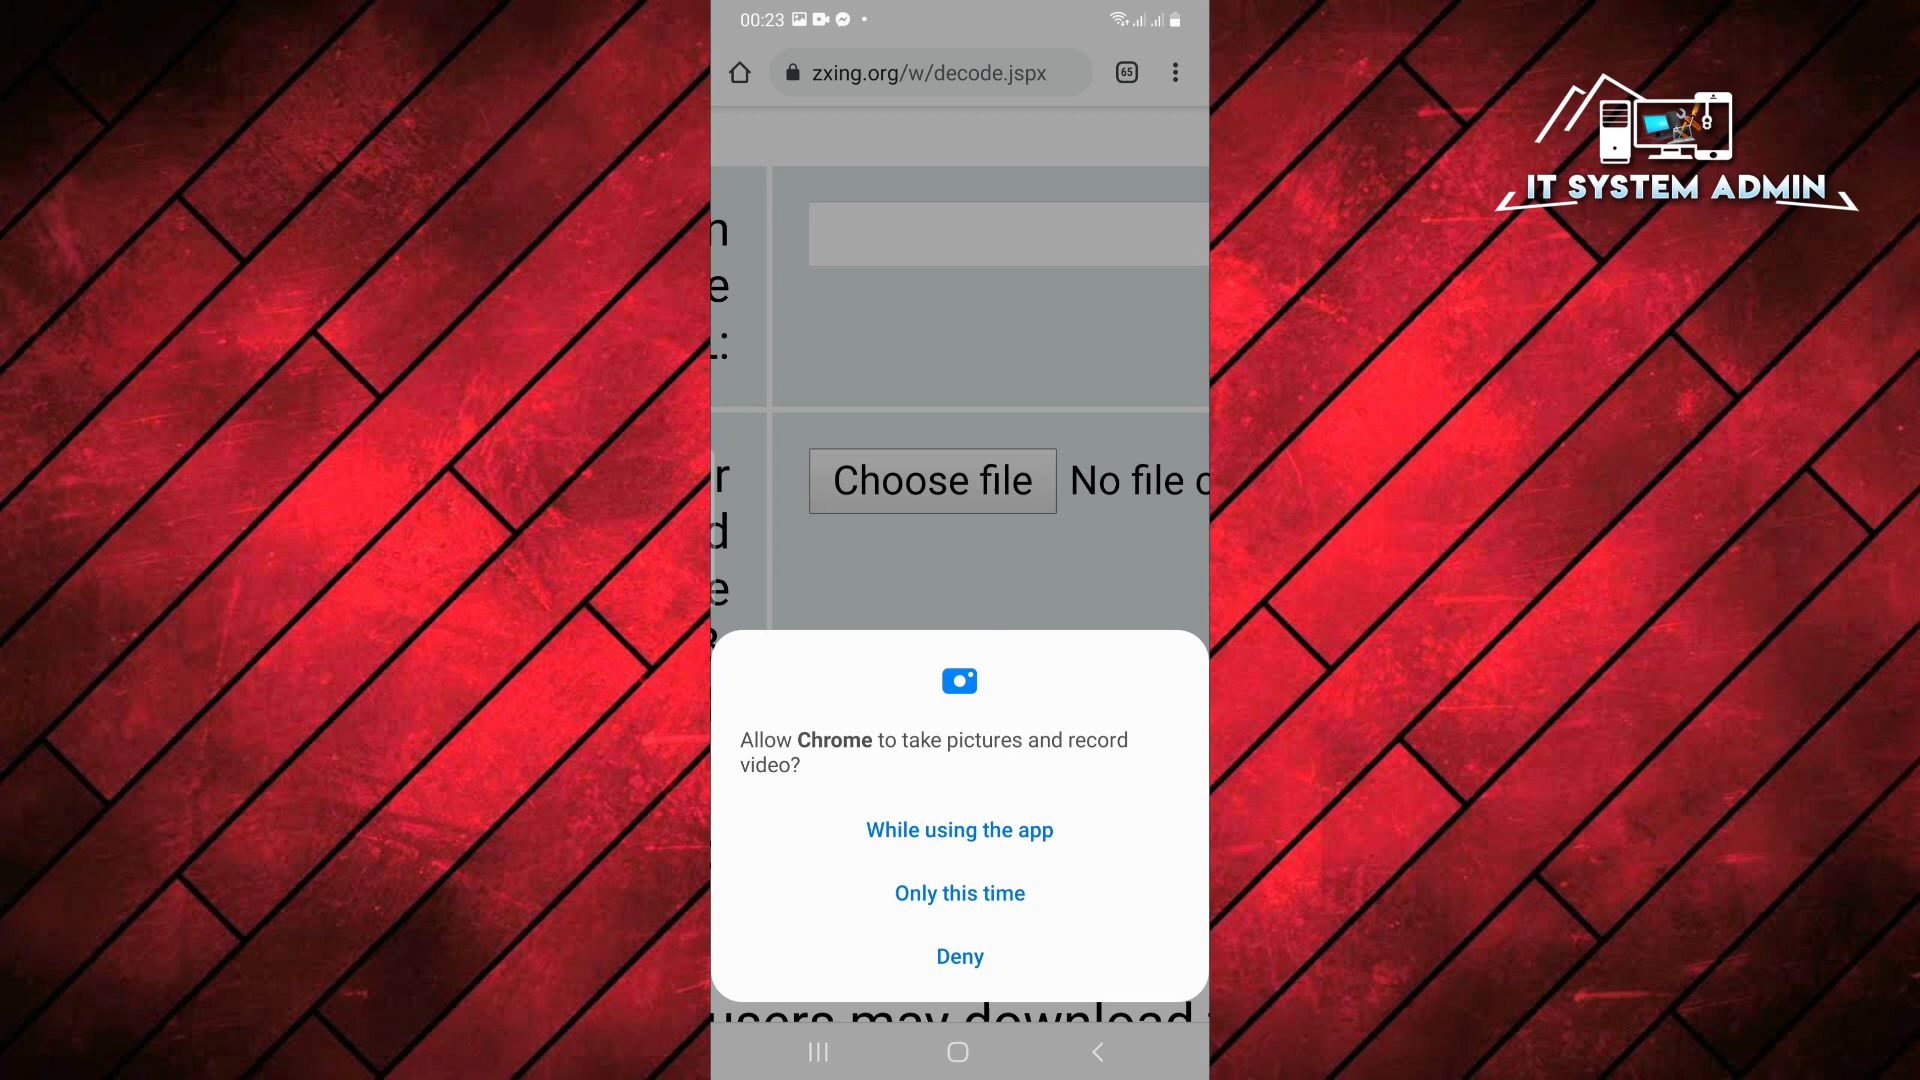 00:23
zxing.org/w/decode.jspx
65
IT SYSTEM ADMIN
n
e
L:
r
Choose file No file c
d
e
Allow Chrome to take pictures and record
video?
While using the app
Only this time
Deny
users may download